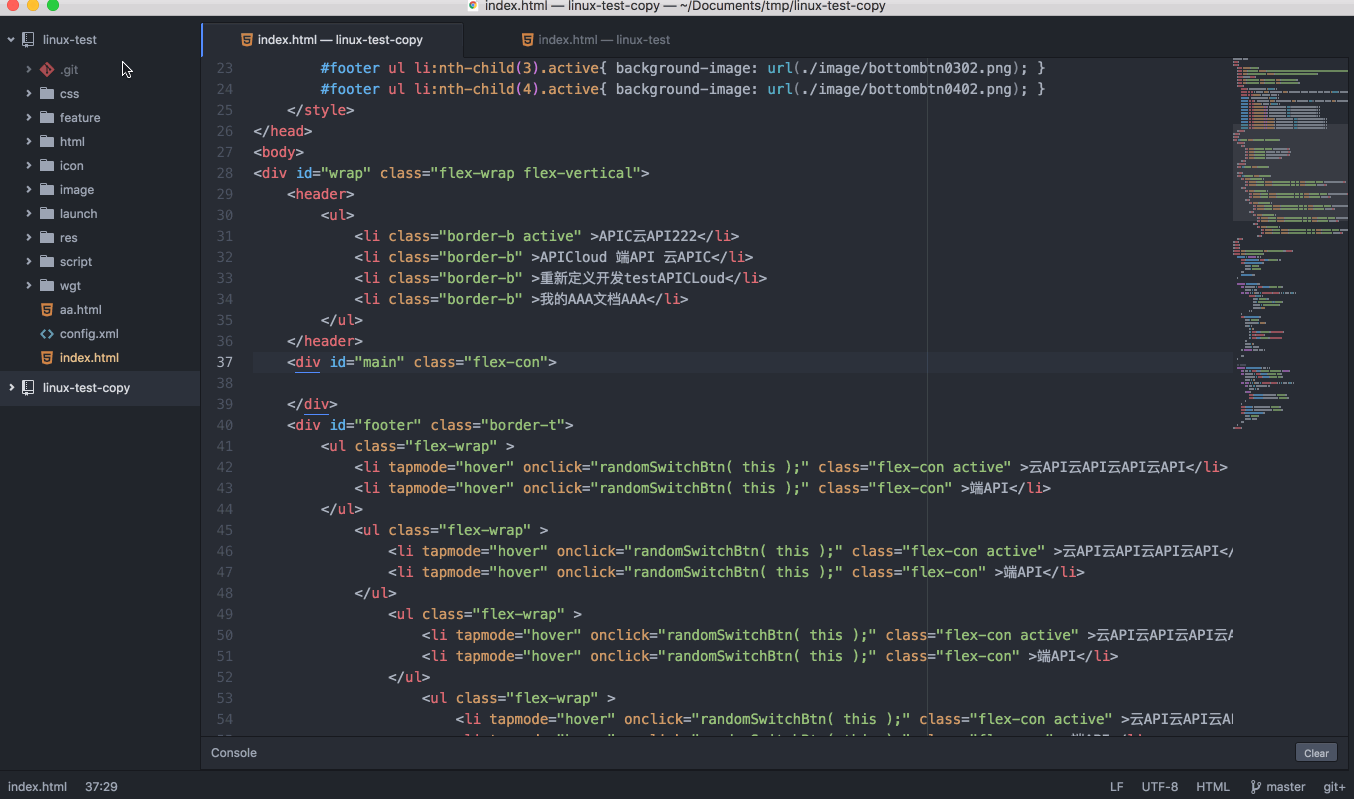 index.html — linux-test-copy — ~/Documents/tmp/linux-test-copy
linux-test
.git
css
feature
html
icon
image
launch
res
script
wgt
aa.html
config.xml
index.html
linux-test-copy
index.html — linux-test-copy
index.html — linux-test
23 #footer ul li:nth-child(3).active{ background-image: url(./image/bottombtn0302.png); }
24 #footer ul li:nth-child(4).active{ background-image: url(./image/bottombtn0402.png); }
25 </style>
26 </head>
27 <body>
28 <div id="wrap" class="flex-wrap flex-vertical">
29 <header>
30 <ul>
31 <li class="border-b active" >APIC云API222</li>
32 <li class="border-b" >APICloud 端API 云APIC</li>
33 <li class="border-b" >重新定义开发testAPICLoud</li>
34 <li class="border-b" >我的AAA文档AAA</li>
35 </ul>
36 </header>
37 <div id="main" class="flex-con">
38
39 </div>
40 <div id="footer" class="border-t">
41 <ul class="flex-wrap" >
42 <li tapmode="hover" onclick="randomSwitchBtn( this );" class="flex-con active" >云API云API云API云API</li>
43 <li tapmode="hover" onclick="randomSwitchBtn( this );" class="flex-con" >端API</li>
44 </ul>
45 <ul class="flex-wrap" >
46 <li tapmode="hover" onclick="randomSwitchBtn( this );" class="flex-con active" >云API云API云API云API</
47 <li tapmode="hover" onclick="randomSwitchBtn( this );" class="flex-con" >端API</li>
48 </ul>
49 <ul class="flex-wrap" >
50 <li tapmode="hover" onclick="randomSwitchBtn( this );" class="flex-con active" >云API云API云API云A
51 <li tapmode="hover" onclick="randomSwitchBtn( this );" class="flex-con" >端API</li>
52 </ul>
53 <ul class="flex-wrap" >
54 <li tapmode="hover" onclick="randomSwitchBtn( this );" class="flex-con active" >云API云API云A
Console
Clear
index.html 37:29
LF UTF-8 HTML master git+